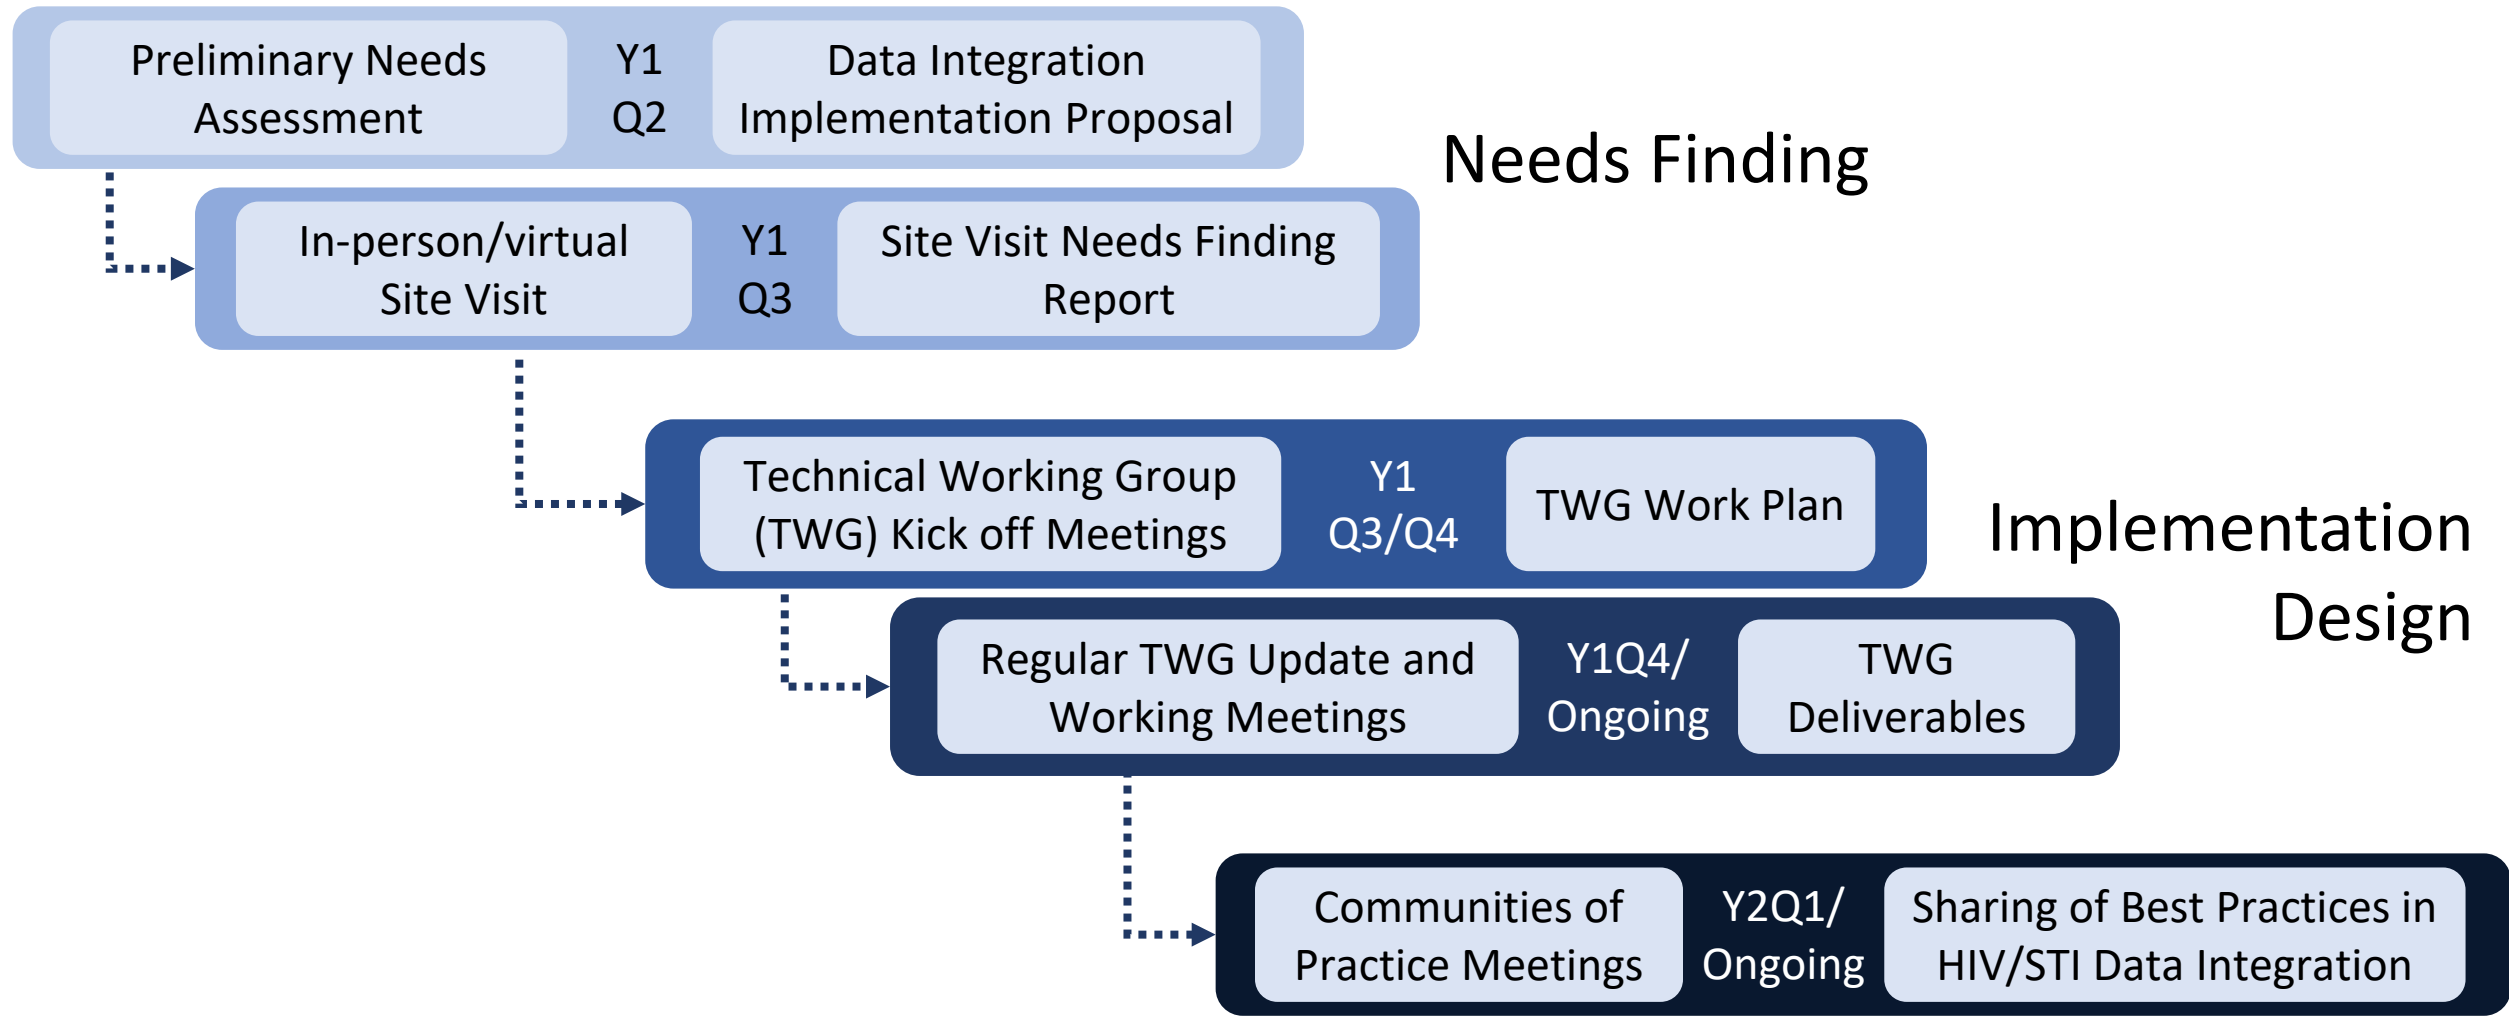 Preliminary Needs
Assessment
Y1
Q2
Data Integration
Implementation Proposal
Needs Finding
In-person/virtual
Site Visit
Y1
Q3
Site Visit Needs Finding
Report
Technical Working Group
(TWG) Kick off Meetings
Y1
Q3/Q4
TWG Work Plan
Implementation
Design
Regular TWG Update and
Working Meetings
Y1Q4/
Ongoing
TWG
Deliverables
Communities of
Practice Meetings
Y2Q1/
Ongoing
Sharing of Best Practices in
HIV/STI Data Integration